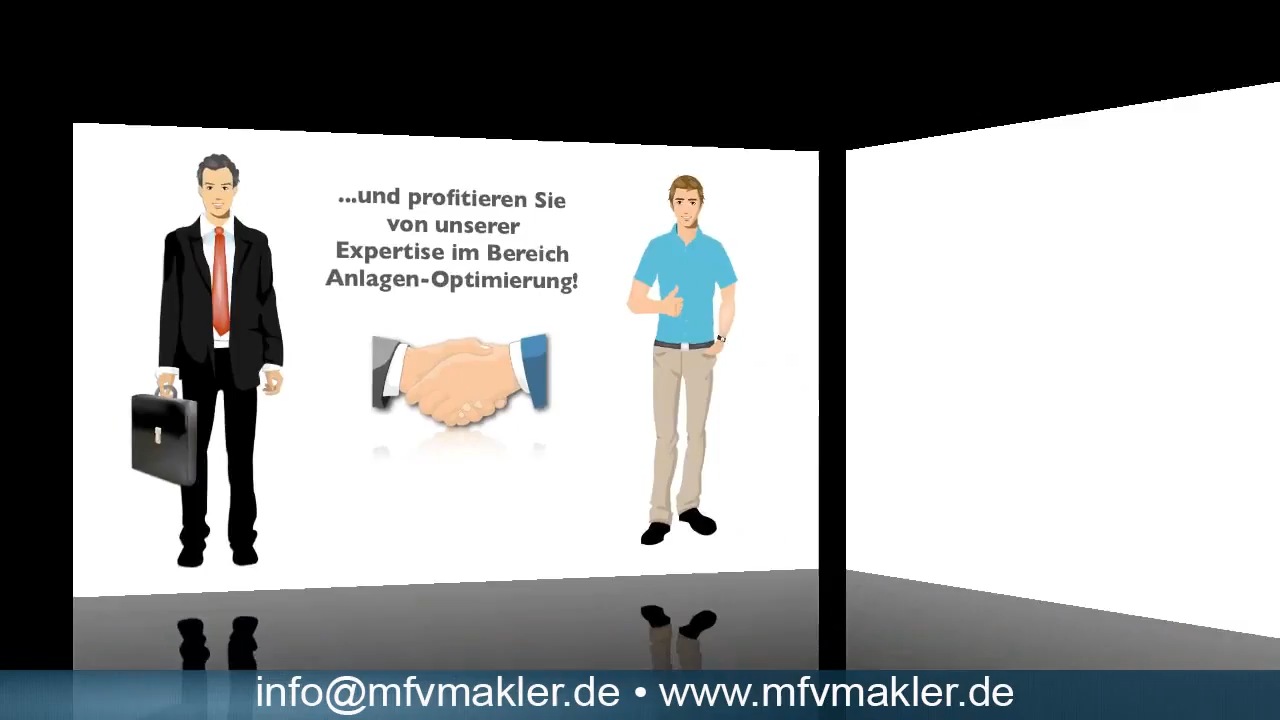 ...und profitieren Sie
von unserer
Expertise im Bereich
Anlagen-Optimierung!
info@mfvmakler.de • www.mfvmakler.de